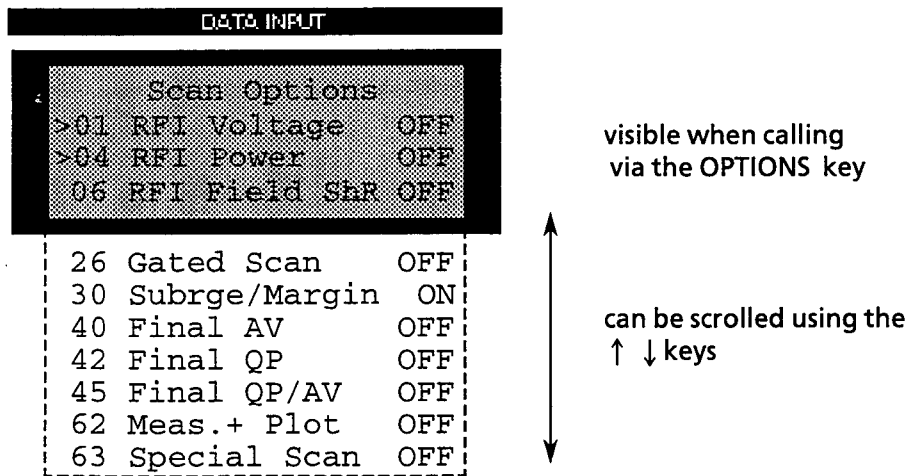 DATA INPUT
Scan Options
>01 RFI Voltage OFF
>04 RFI Power OFF
06 RFI Field ShR OFF
26 Gated Scan OFF
30 Subrge/Margin ON
40 Final AV OFF
42 Final QP OFF
45 Final QP/AV OFF
62 Meas.+ Plot OFF
63 Special Scan OFF
visible when calling
via the OPTIONS key
can be scrolled using the
↑ ↓ keys